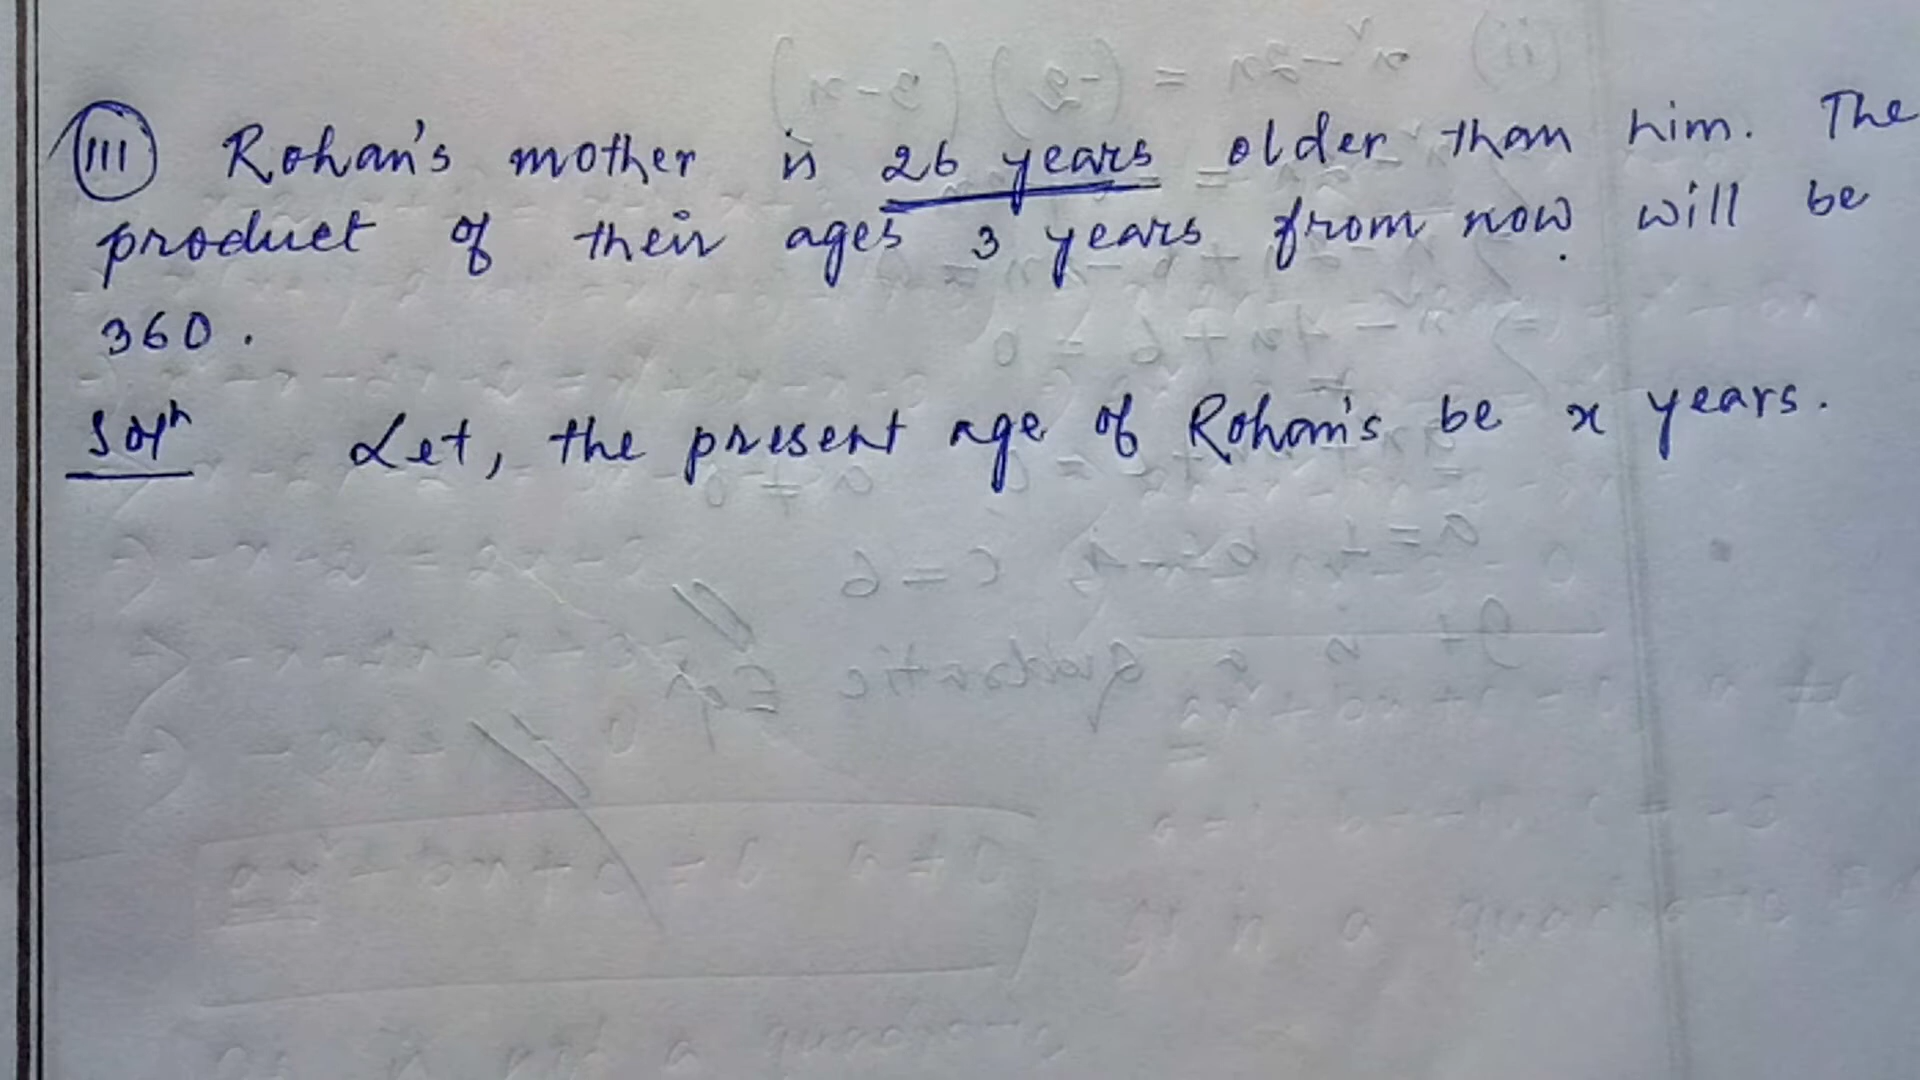 (III) Rohan's mother is 26 years older than him. The
product of their ages 3 years from now will be
360.
Solⁿ Let, the present age of Rohan's be x years.